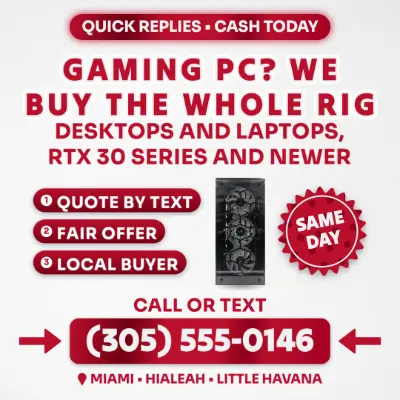 QUICK REPLIES • CASH TODAY
GAMING PC? WE
BUY THE WHOLE RIG
DESKTOPS AND LAPTOPS,
RTX 30 SERIES AND NEWER
1 QUOTE BY TEXT
2 FAIR OFFER
3 LOCAL BUYER
SAME
DAY
CALL OR TEXT
(305) 555-0146
MIAMI • HIALEAH • LITTLE HAVANA